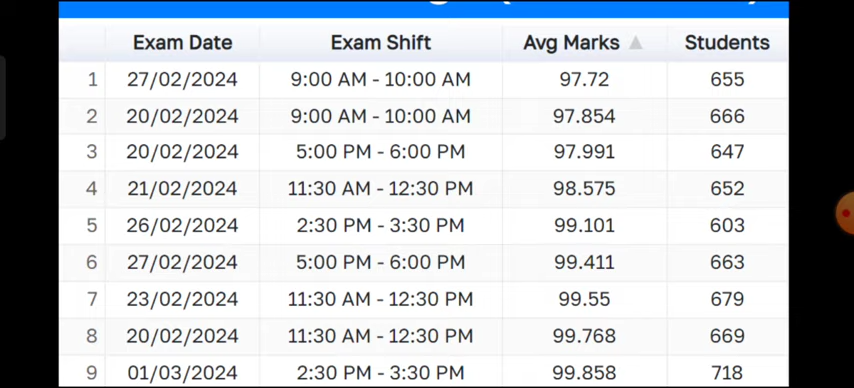 Exam Date Exam Shift Avg Marks ▲ Students
1 27/02/2024 9:00 AM - 10:00 AM 97.72 655
2 20/02/2024 9:00 AM - 10:00 AM 97.854 666
3 20/02/2024 5:00 PM - 6:00 PM 97.991 647
4 21/02/2024 11:30 AM - 12:30 PM 98.575 652
5 26/02/2024 2:30 PM - 3:30 PM 99.101 603
6 27/02/2024 5:00 PM - 6:00 PM 99.411 663
7 23/02/2024 11:30 AM - 12:30 PM 99.55 679
8 20/02/2024 11:30 AM - 12:30 PM 99.768 669
9 01/03/2024 2:30 PM - 3:30 PM 99.858 718